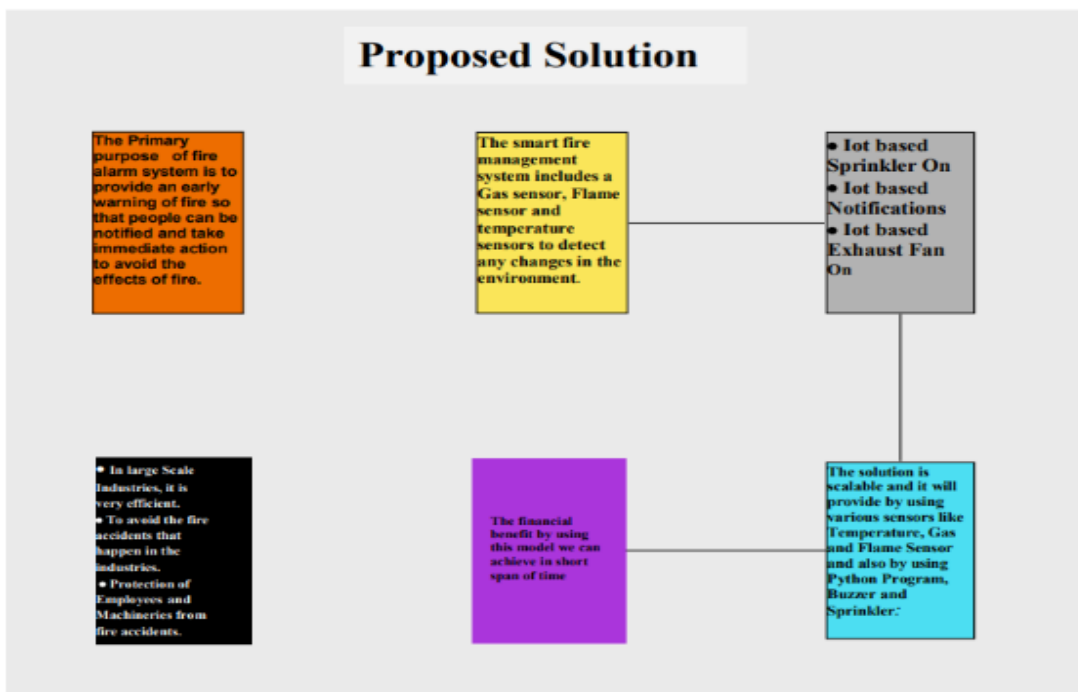 Proposed Solution
The Primary
purpose of fire
alarm system is to
provide an early
warning of fire so
that people can be
notified and take
immediate action
to avoid the
effects of fire.
The smart fire
management
system includes a
Gas sensor, Flame
sensor and
temperature
sensors to detect
any changes in the
environment.
● Iot based
Sprinkler On
● Iot based
Notifications
● Iot based
Exhaust Fan
On
● In large Scale
Industries, it is
very efficient.
● To avoid the fire
accidents that
happen in the
industries.
● Protection of
Employees and
Machineries from
fire accidents.
The financial
benefit by using
this model we can
achieve in short
span of time
The solution is
scalable and it will
provide by using
various sensors like
Temperature, Gas
and Flame Sensor
and also by using
Python Program,
Buzzer and
Sprinkler.